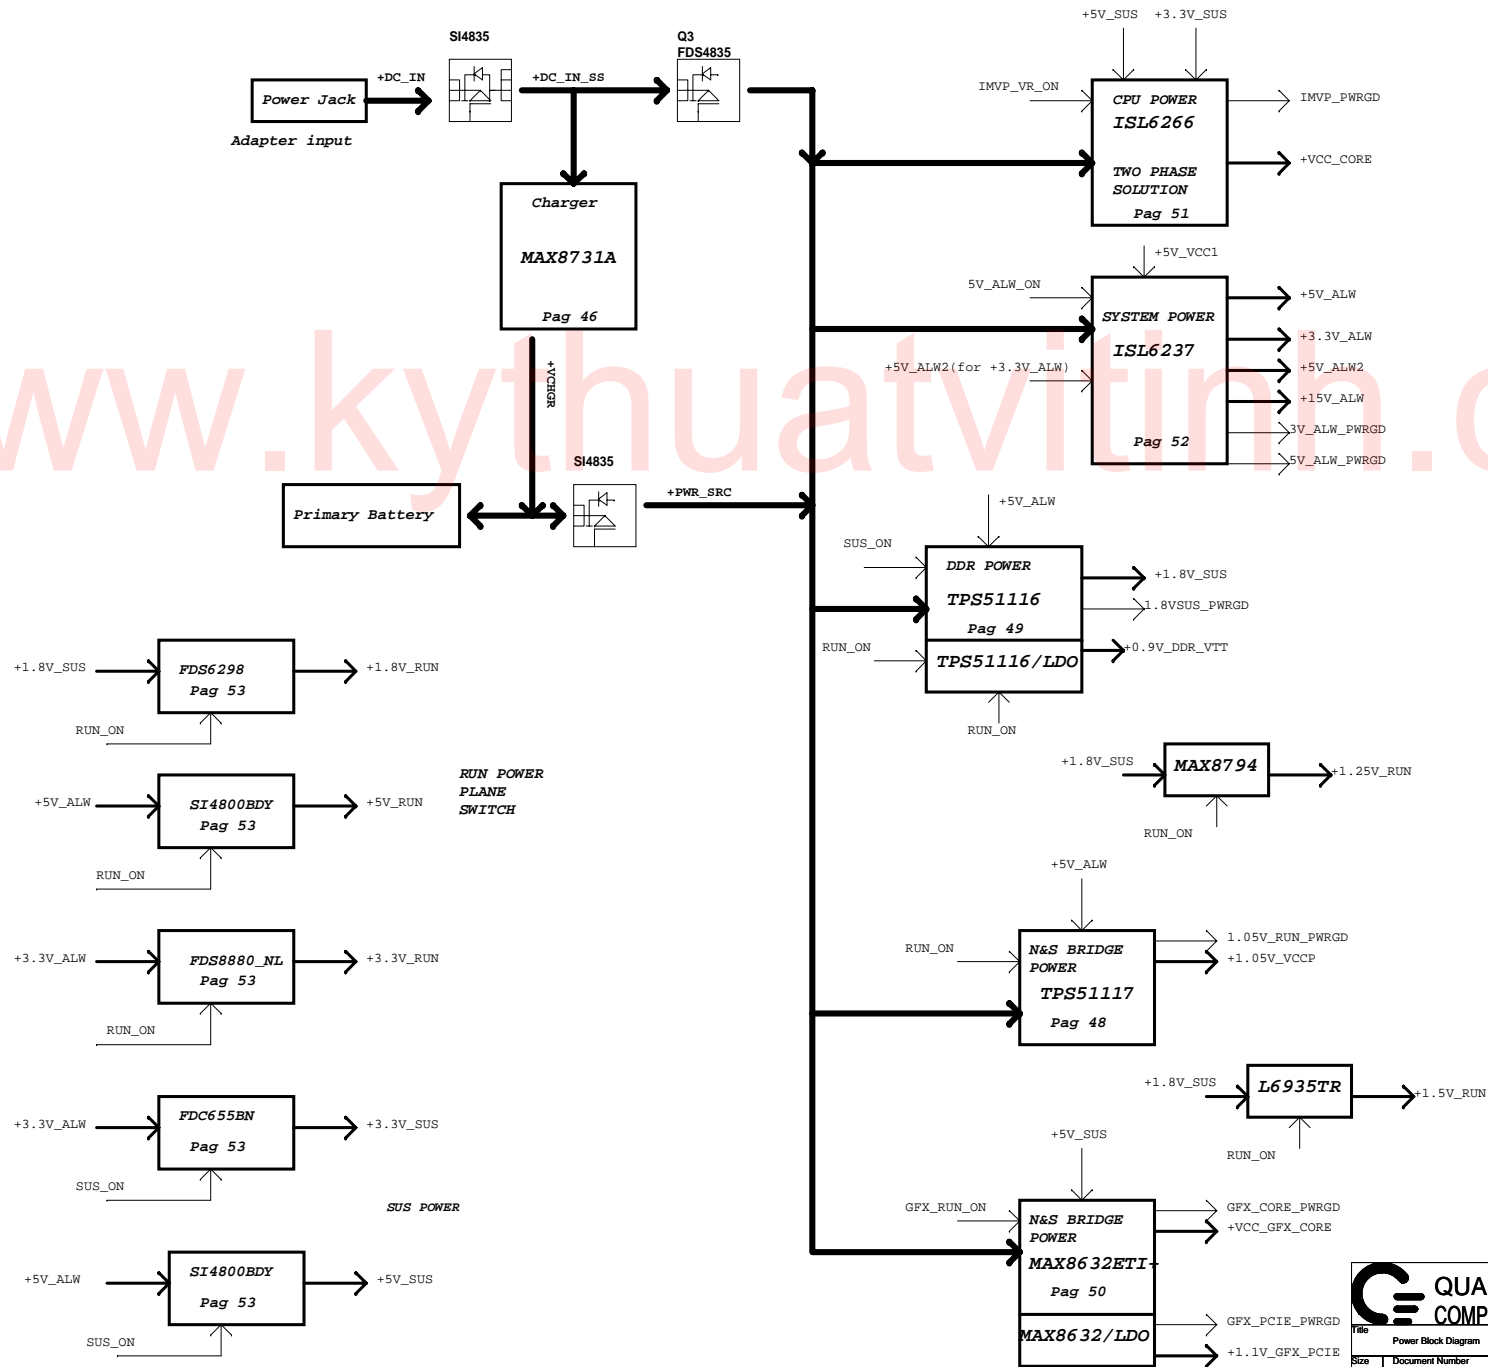 SI4835
+DC_IN
Power Jack
Adapter input
+DC_IN_SS
Q3
FDS4835
Charger
MAX8731A
Pag 46
+VCHGR
Primary Battery
SI4835
+PWR_SRC
+5V_SUS +3.3V_SUS
IMVP_VR_ON
CPU POWER
ISL6266
TWO PHASE
SOLUTION
Pag 51
IMVP_PWRGD
+VCC_CORE
+5V_VCC1
5V_ALW_ON
+5V_ALW2(for +3.3V_ALW)
SYSTEM POWER
ISL6237
Pag 52
+5V_ALW
+3.3V_ALW
+5V_ALW2
+15V_ALW
3V_ALW_PWRGD
5V_ALW_PWRGD
www.kythuatvitinh.c
+5V_ALW
SUS_ON
DDR POWER
TPS51116
Pag 49
RUN_ON
TPS51116/LDO
RUN_ON
+1.8V_SUS
1.8VSUS_PWRGD
+0.9V_DDR_VTT
+1.8V_SUS
MAX8794
+1.25V_RUN
RUN_ON
+5V_ALW
RUN_ON
N&S BRIDGE
POWER
TPS51117
Pag 48
1.05V_RUN_PWRGD
+1.05V_VCCP
+1.8V_SUS
L6935TR
+1.5V_RUN
RUN_ON
+5V_SUS
GFX_RUN_ON
N&S BRIDGE
POWER
MAX8632ETI+
Pag 50
MAX8632/LDO
GFX_CORE_PWRGD
+VCC_GFX_CORE
GFX_PCIE_PWRGD
+1.1V_GFX_PCIE
+1.8V_SUS
FDS6298
Pag 53
+1.8V_RUN
RUN_ON
+5V_ALW
SI4800BDY
Pag 53
+5V_RUN
RUN_ON
RUN POWER
PLANE
SWITCH
+3.3V_ALW
FDS8880_NL
Pag 53
+3.3V_RUN
RUN_ON
+3.3V_ALW
FDC655BN
Pag 53
+3.3V_SUS
SUS_ON
SUS POWER
+5V_ALW
SI4800BDY
Pag 53
+5V_SUS
SUS_ON
QUA
COMP
Title
Power Block Diagram
Size Document Number